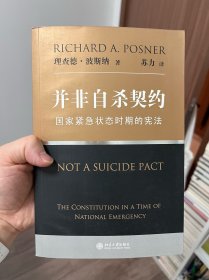 RICHARD A. POSNER
理查德·波斯纳 著 苏力 译
并非自杀契约
国家紧急状态时期的宪法
NOT A SUICIDE PACT
THE CONSTITUTION IN A TIME OF
NATIONAL EMERGENCY
北京大学出版社